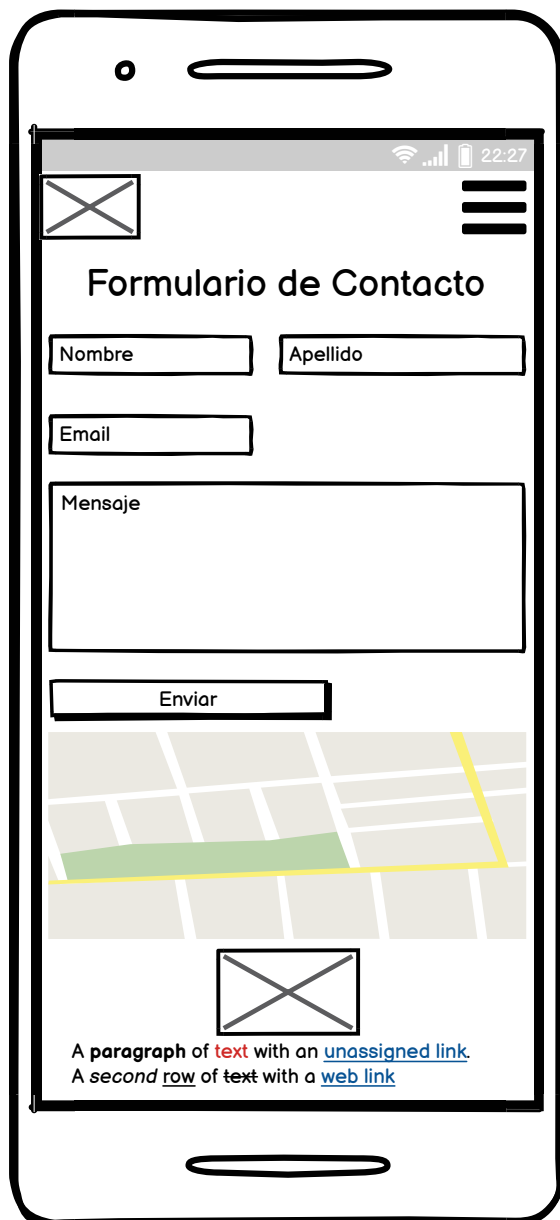 22:27
Formulario de Contacto
Nombre Apellido
Email
Mensaje
Enviar
A paragraph of text with an unassigned link.
A second row of text with a web link